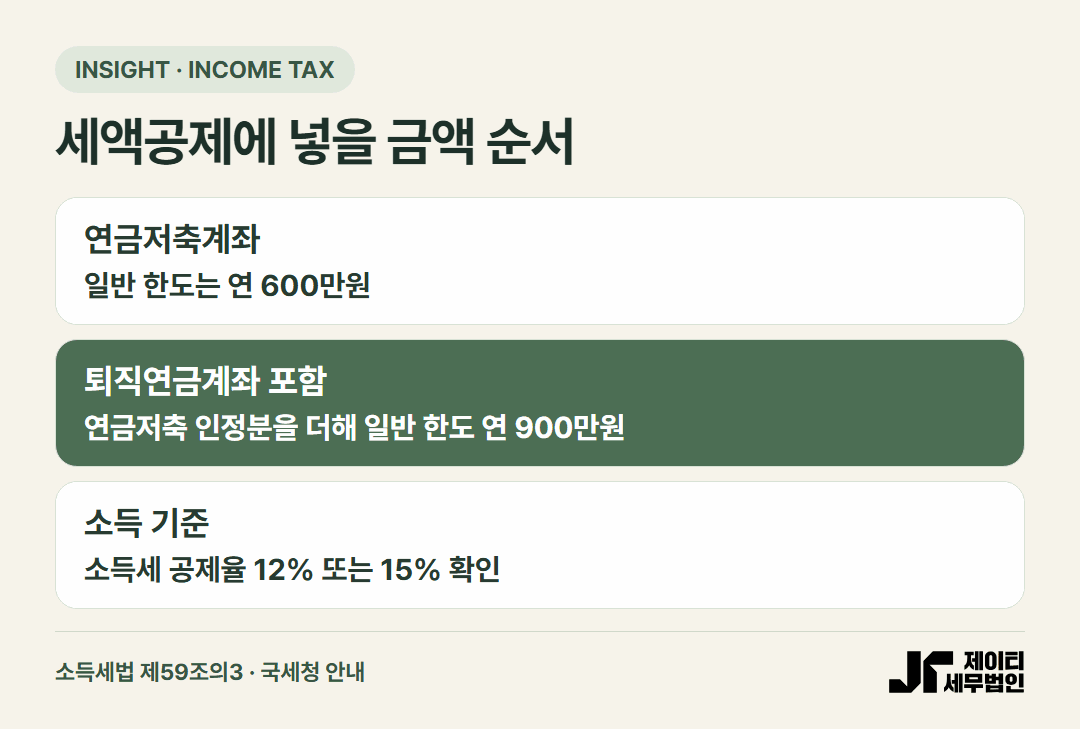 INSIGHT · INCOME TAX
세액공제에 넣을 금액 순서
연금저축계좌
일반 한도는 연 600만원
퇴직연금계좌 포함
연금저축 인정분을 더해 일반 한도 연 900만원
소득 기준
소득세 공제율 12% 또는 15% 확인
소득세법 제59조의3 · 국세청 안내
제이티
세무법인